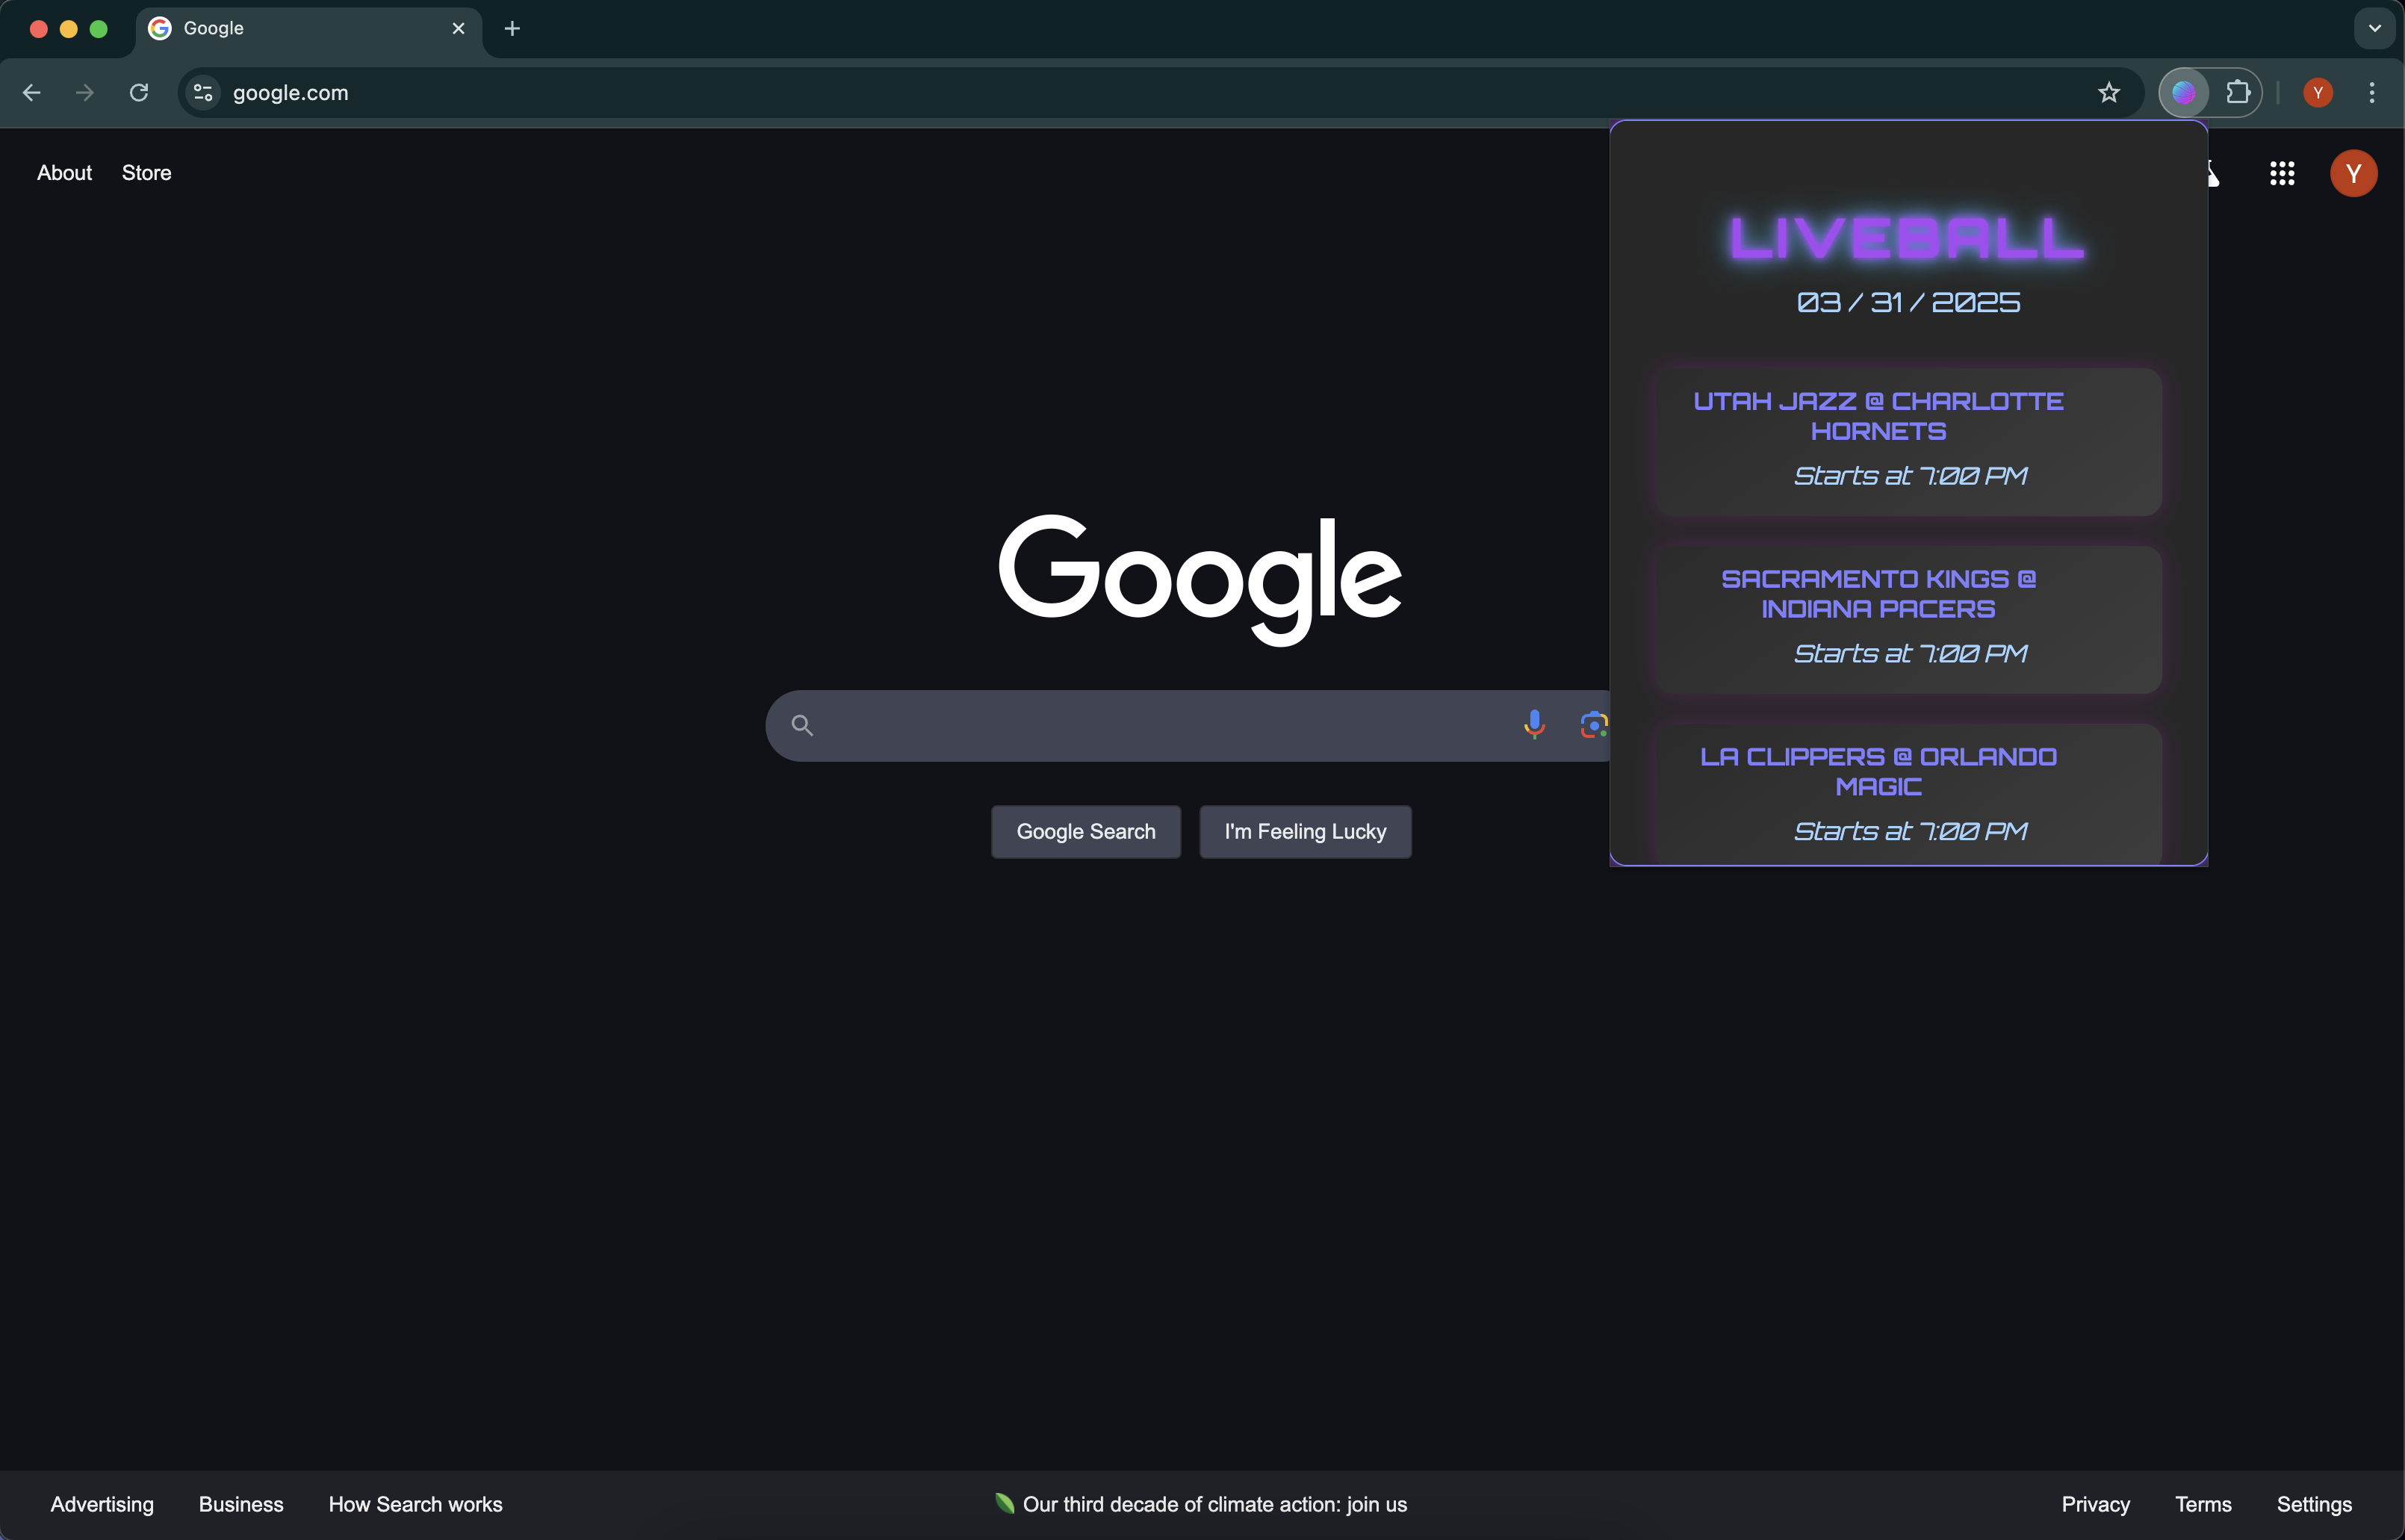 Google
google.com
Y
About
Store
Y
LIVEBALL
03 / 31 / 2025
UTAH JAZZ @ CHARLOTTE
HORNETS
Starts at 7:00 PM
SACRAMENTO KINGS @
INDIANA PACERS
Starts at 7:00 PM
LA CLIPPERS @ ORLANDO
MAGIC
Starts at 7:00 PM
Google
Google Search
I'm Feeling Lucky
Advertising
Business
How Search works
Our third decade of climate action: join us
Privacy
Terms
Settings